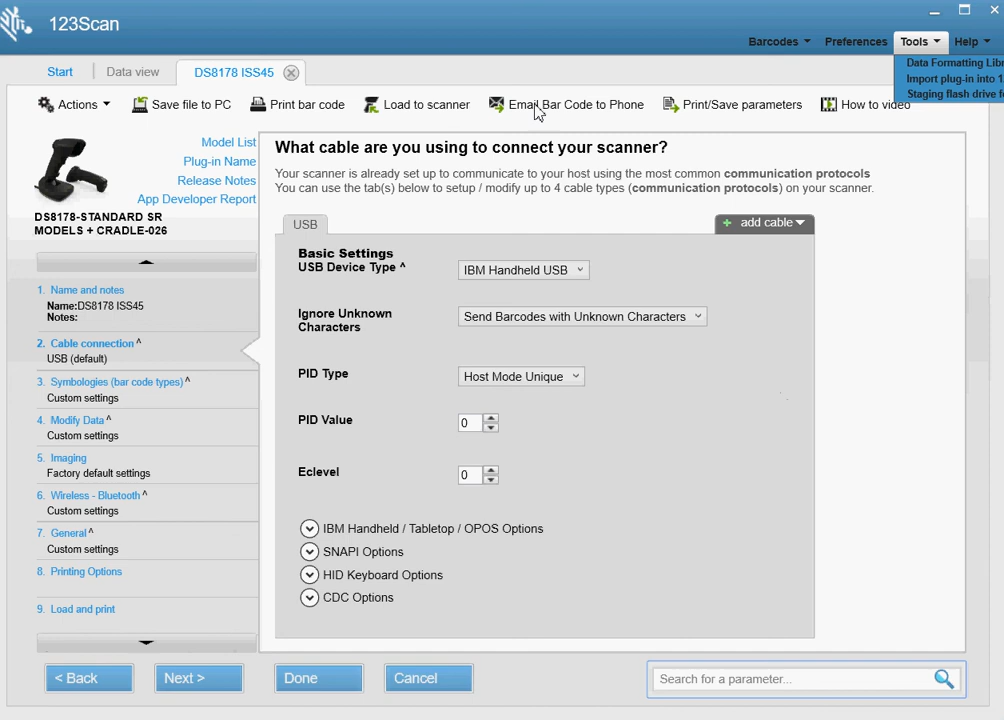 123Scan
Barcodes Preferences Tools Help
Data Formatting Libr
Import plug-in into 1
Staging flash drive fo
Start Data view DS8178 ISS45
Actions Save file to PC Print bar code Load to scanner Email Bar Code to Phone Print/Save parameters How to video
Model List
Plug-in Name
Release Notes
App Developer Report
DS8178-STANDARD SR
MODELS + CRADLE-026
1. Name and notes
Name:DS8178 ISS45
Notes:
2. Cable connection ^
USB (default)
3. Symbologies (bar code types) ^
Custom settings
4. Modify Data ^
Custom settings
5. Imaging
Factory default settings
6. Wireless - Bluetooth ^
Custom settings
7. General ^
Custom settings
8. Printing Options
9. Load and print
What cable are you using to connect your scanner?
Your scanner is already set up to communicate to your host using the most common communication protocols
You can use the tab(s) below to setup / modify up to 4 cable types (communication protocols) on your scanner.
USB + add cable
Basic Settings
USB Device Type ^ IBM Handheld USB
Ignore Unknown
Characters
Send Barcodes with Unknown Characters
PID Type Host Mode Unique
PID Value 0
Eclevel 0
IBM Handheld / Tabletop / OPOS Options
SNAPI Options
HID Keyboard Options
CDC Options
< Back Next > Done Cancel Search for a parameter...